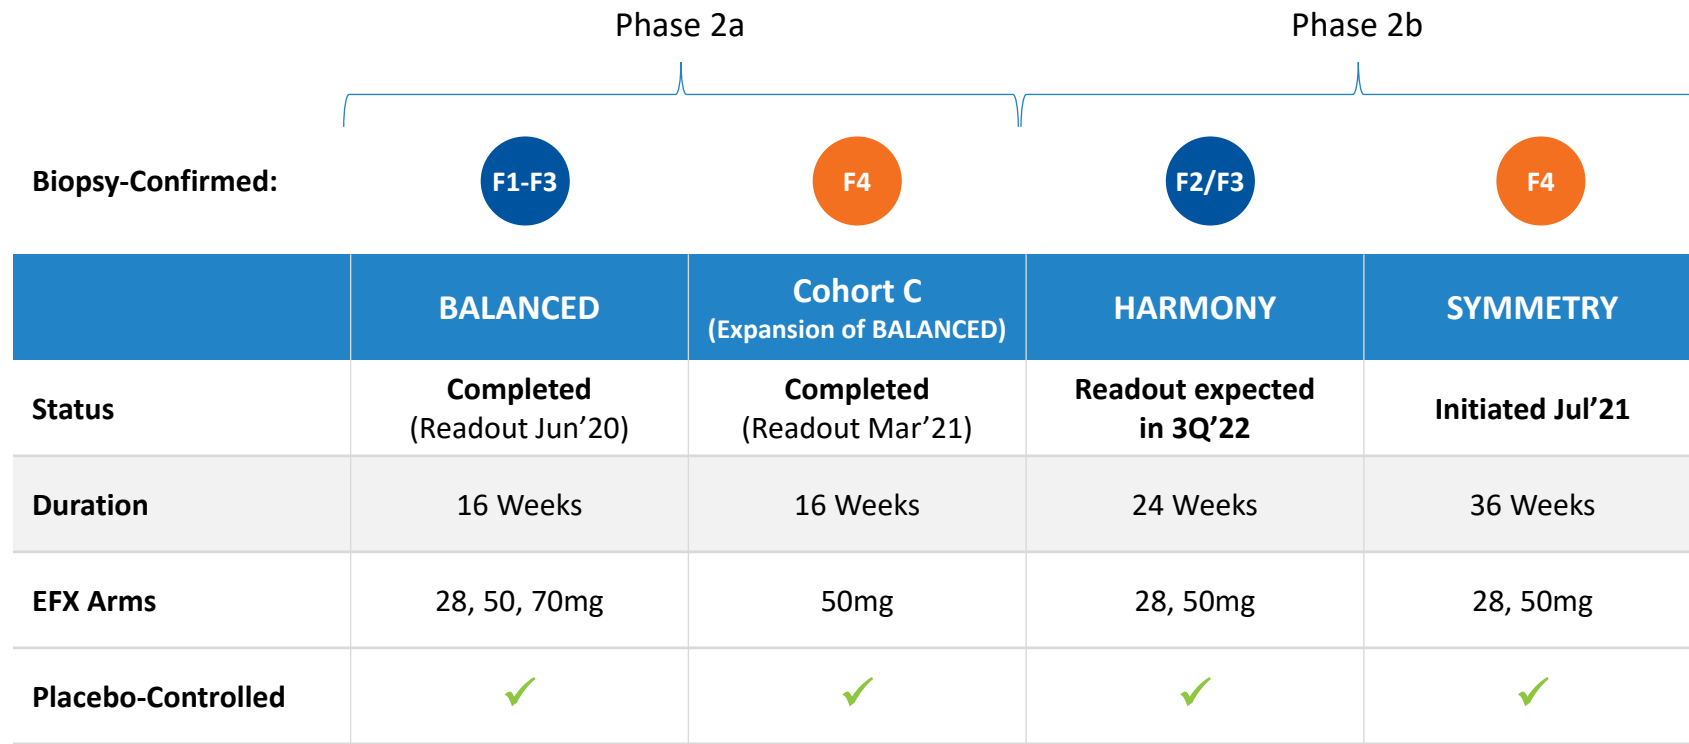 Phase 2a Phase 2b
Biopsy-Confirmed: F1-F3 F4 F2/F3 F4
BALANCED Cohort C (Expansion of BALANCED) HARMONY SYMMETRY
Status Completed (Readout Jun’20) Completed (Readout Mar’21) Readout expected in 3Q’22 Initiated Jul’21
Duration 16 Weeks 16 Weeks 24 Weeks 36 Weeks
EFX Arms 28, 50, 70mg 50mg 28, 50mg 28, 50mg
Placebo-Controlled ✓ ✓ ✓ ✓